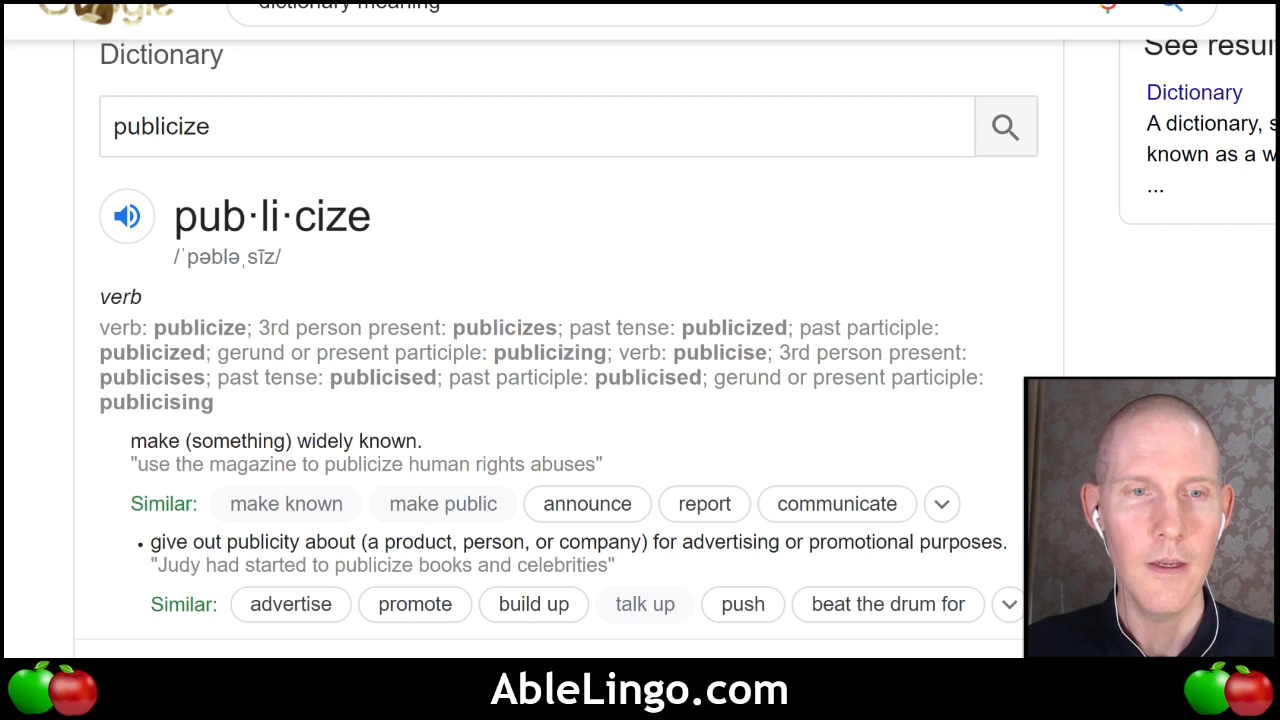 dictionary meaning
Dictionary
publicize
pub·li·cize
/ˈpəbləˌsīz/
verb
verb: publicize; 3rd person present: publicizes; past tense: publicized; past participle:
publicized; gerund or present participle: publicizing; verb: publicise; 3rd person present:
publicises; past tense: publicised; past participle: publicised; gerund or present participle:
publicising
make (something) widely known.
"use the magazine to publicize human rights abuses"
Similar: make known make public announce report communicate
• give out publicity about (a product, person, or company) for advertising or promotional purposes.
"Judy had started to publicize books and celebrities"
Similar: advertise promote build up talk up push beat the drum for
See resul
Dictionary
A dictionary, s
known as a w
...
AbleLingo.com